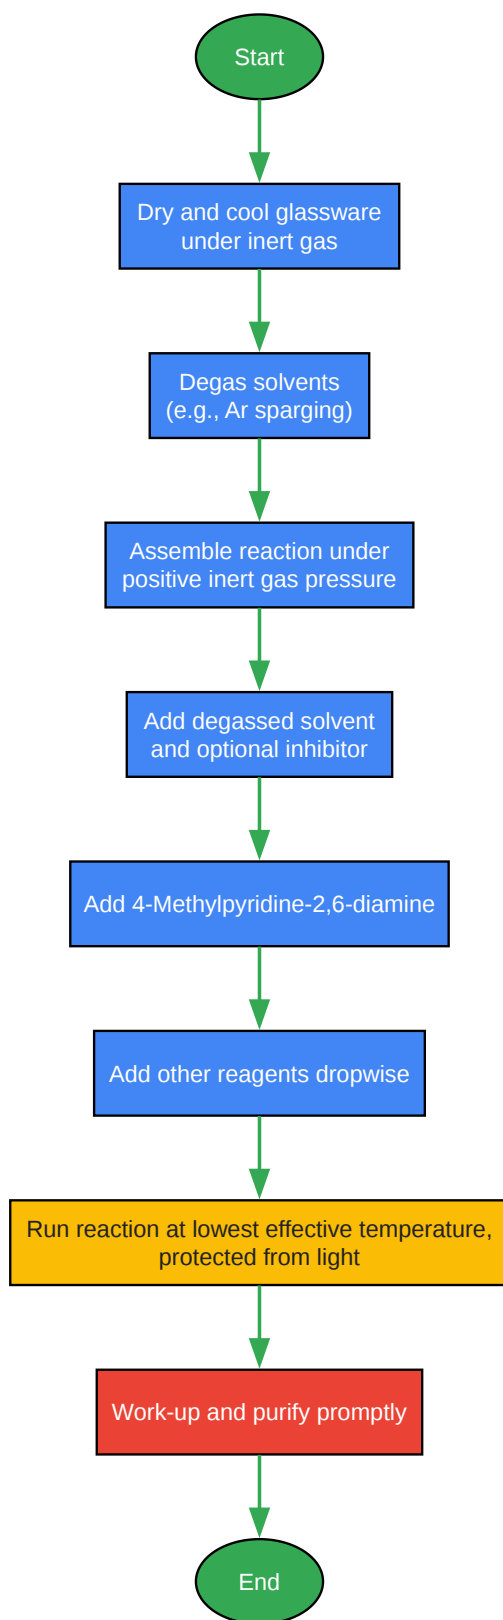 Start
Dry and cool glassware
under inert gas
Degas solvents
(e.g., Ar sparging)
Assemble reaction under
positive inert gas pressure
Add degassed solvent
and optional inhibitor
Add 4-Methylpyridine-2,6-diamine
Add other reagents dropwise
Run reaction at lowest effective temperature,
protected from light
Work-up and purify promptly
End